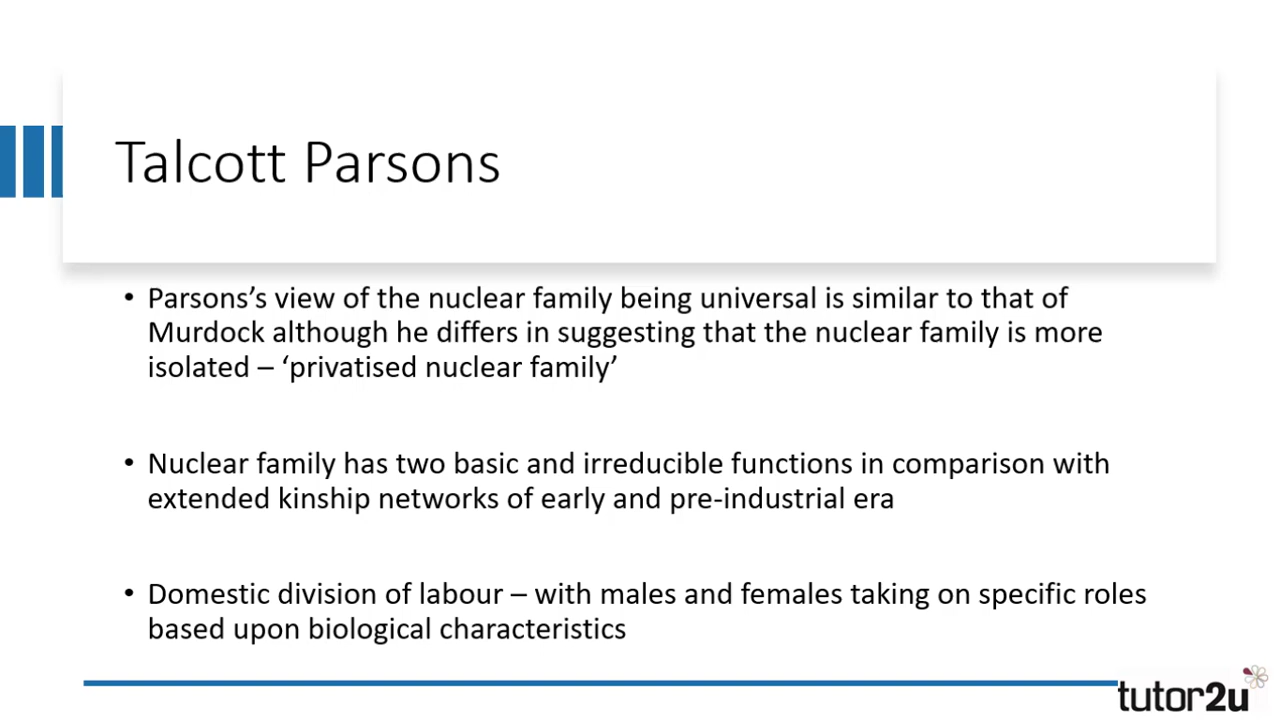 Talcott Parsons
• Parsons’s view of the nuclear family being universal is similar to that of
Murdock although he differs in suggesting that the nuclear family is more
isolated – ‘privatised nuclear family’
• Nuclear family has two basic and irreducible functions in comparison with
extended kinship networks of early and pre-industrial era
• Domestic division of labour – with males and females taking on specific roles
based upon biological characteristics
tutor2u